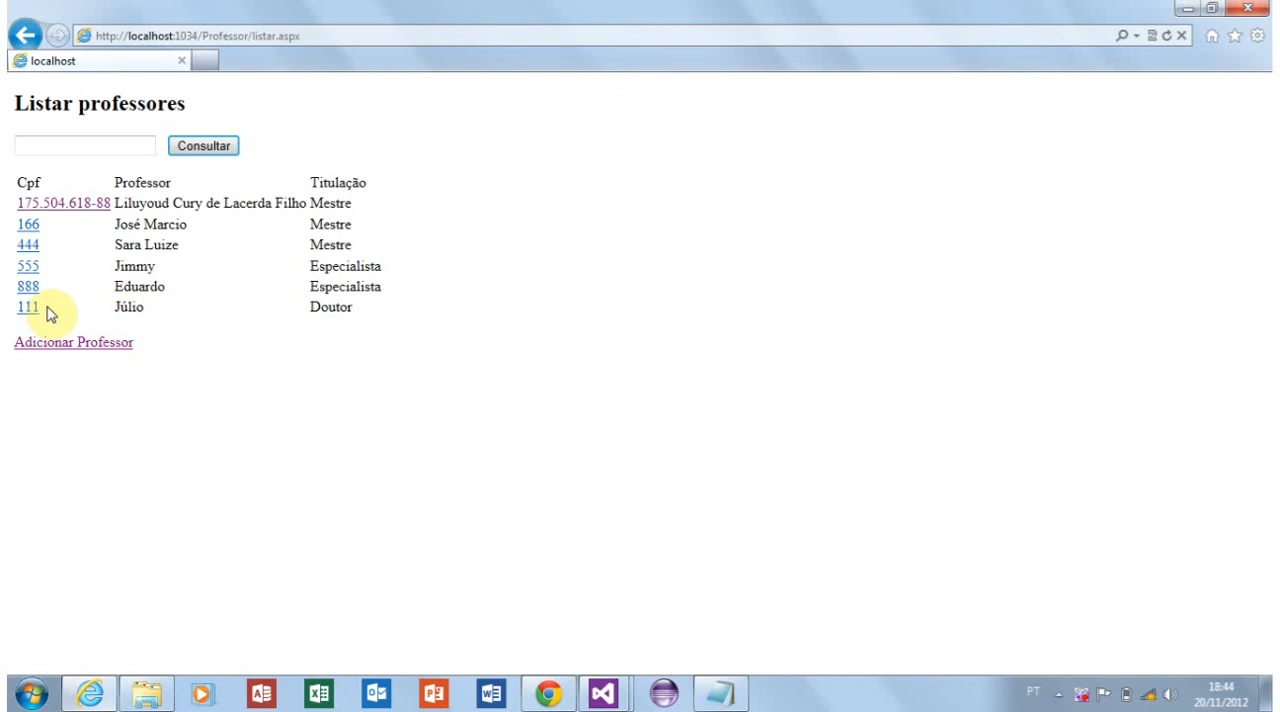 http://localhost:1034/Professor/listar.aspx
localhost
Listar professores
Consultar
Cpf Professor Titulação
175.504.618-88 Liluyoud Cury de Lacerda Filho Mestre
166 José Marcio Mestre
444 Sara Luize Mestre
555 Jimmy Especialista
888 Eduardo Especialista
111 Júlio Doutor
Adicionar Professor
PT
18:44
20/11/2012